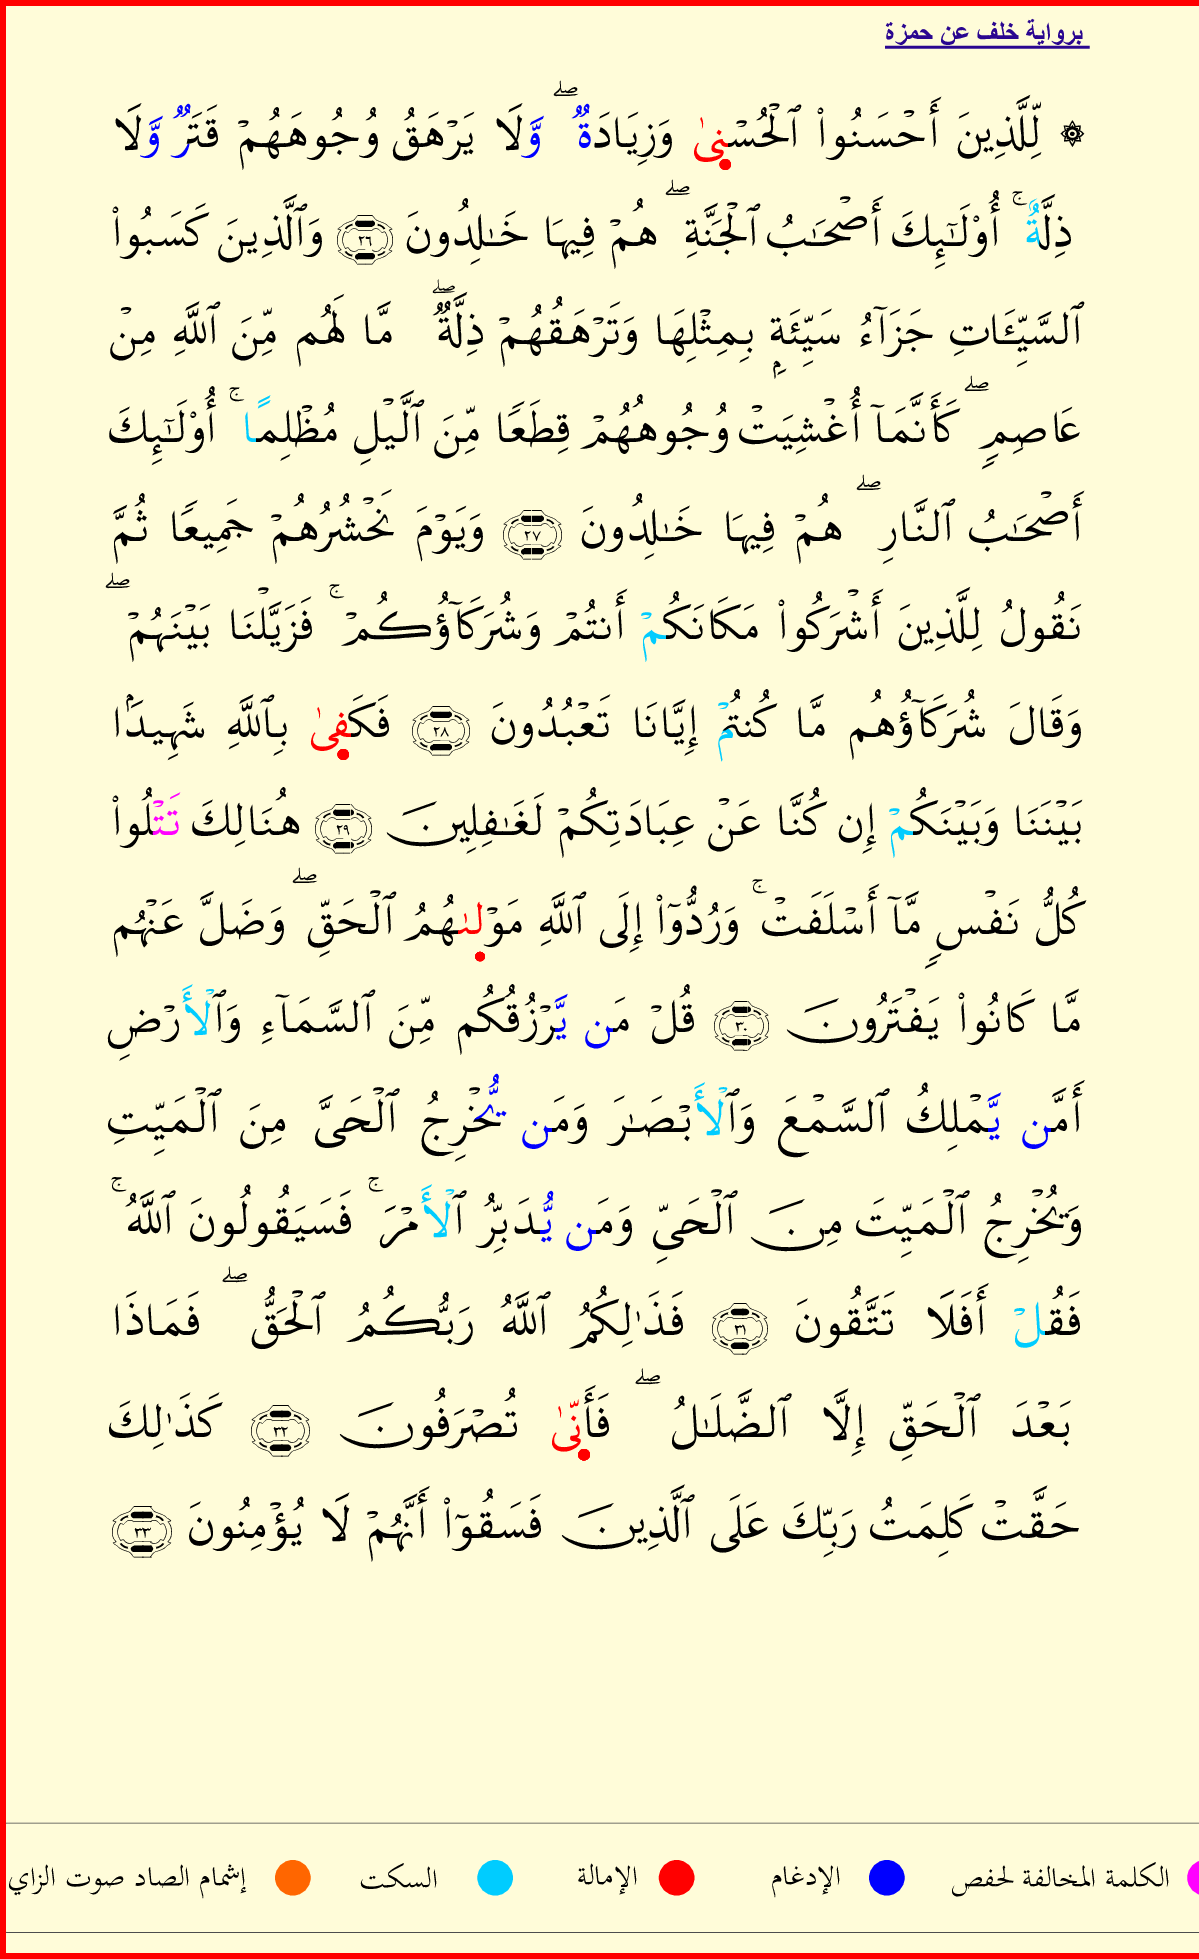 برواية خلف عن حمزة
۞ لِّلَّذِينَ أَحْسَنُوا۟ ٱلْحُسْنِىٰ وَزِيَادَةٌ ۖ وَّلَا يَرْهَقُ وُجُوهَهُمْ قَتَرٌ وَّلَا
ذِلَّةٌ ۚ أُو۟لَـٰٓئِكَ أَصْحَـٰبُ ٱلْجَنَّةِ ۖ هُمْ فِيهَا خَـٰلِدُونَ ٢٦ وَٱلَّذِينَ كَسَبُوا۟
ٱلسَّيِّـَٔاتِ جَزَآءُ سَيِّئَةٍۭ بِمِثْلِهَا وَتَرْهَقُهُمْ ذِلَّةٌ ۖ مَّا لَهُم مِّنَ ٱللَّهِ مِنْ
عَاصِمٍ ۖ كَأَنَّمَآ أُغْشِيَتْ وُجُوهُهُمْ قِطَعًا مِّنَ ٱلَّيْلِ مُظْلِمًا ۚ أُو۟لَـٰٓئِكَ
أَصْحَـٰبُ ٱلنَّارِ ۖ هُمْ فِيهَا خَـٰلِدُونَ ٢٧ وَيَوْمَ نَحْشُرُهُمْ جَمِيعًا ثُمَّ
نَقُولُ لِلَّذِينَ أَشْرَكُوا۟ مَكَانَكُمْ أَنتُمْ وَشُرَكَآؤُكُمْ ۚ فَزَيَّلْنَا بَيْنَهُمْ ۖ
وَقَالَ شُرَكَآؤُهُم مَّا كُنتُمْ إِيَّانَا تَعْبُدُونَ ٢٨ فَكَفِىٰ بِٱللَّهِ شَهِيدًۢا
بَيْنَنَا وَبَيْنَكُمْ إِن كُنَّا عَنْ عِبَادَتِكُمْ لَغَـٰفِلِينَ ٢٩ هُنَالِكَ تَتْلُوا۟
كُلُّ نَفْسٍ مَّآ أَسْلَفَتْ ۚ وَرُدُّوٓا۟ إِلَى ٱللَّهِ مَوْلِىٰهُمُ ٱلْحَقِّ ۖ وَضَلَّ عَنْهُم
مَّا كَانُوا۟ يَفْتَرُونَ ٣٠ قُلْ مَن يَّرْزُقُكُم مِّنَ ٱلسَّمَآءِ وَٱلْأَرْضِ
أَمَّن يَّمْلِكُ ٱلسَّمْعَ وَٱلْأَبْصَـٰرَ وَمَن يُّخْرِجُ ٱلْحَىَّ مِنَ ٱلْمَيِّتِ
وَيُخْرِجُ ٱلْمَيِّتَ مِنَ ٱلْحَيِّ وَمَن يُّدَبِّرُ ٱلْأَمْرَ ۚ فَسَيَقُولُونَ ٱللَّهُ ۚ
فَقُلْ أَفَلَا تَتَّقُونَ ٣١ فَذَٰلِكُمُ ٱللَّهُ رَبُّكُمُ ٱلْحَقُّ ۖ فَمَاذَا
بَعْدَ ٱلْحَقِّ إِلَّا ٱلضَّلَـٰلُ ۖ فَأَنِّىٰ تُصْرَفُونَ ٣٢ كَذَٰلِكَ
حَقَّتْ كَلِمَتُ رَبِّكَ عَلَى ٱلَّذِينَ فَسَقُوٓا۟ أَنَّهُمْ لَا يُؤْمِنُونَ ٣٣
الكلمة المخالفة لحفص الإدغام الإمالة السكت إشمام الصاد صوت الزاي